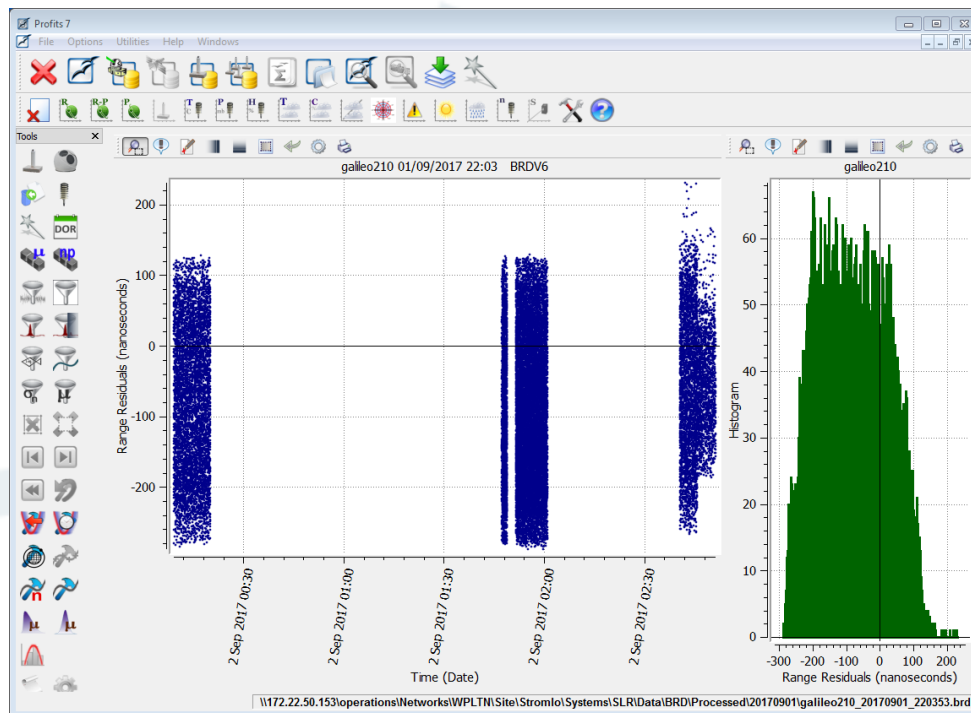 Profits 7
File Options Utilities Help Windows
R R-P P T C P H T C n S
Tools
DOR
μ np
σn μ
n
μ μ
galileo210 01/09/2017 22:03 BRDV6
Range Residuals (nanoseconds)
200
100
0
-100
-200
2 Sep 2017 00:30
2 Sep 2017 01:00
2 Sep 2017 01:30
2 Sep 2017 02:00
2 Sep 2017 02:30
Time (Date)
galileo210
Histogram
60
50
40
30
20
10
0
-300 -200 -100 0 100 200
Range Residuals (nanoseconds)
\\172.22.50.153\operations\Networks\WPLTN\Site\Stromlo\Systems\SLR\Data\BRD\Processed\20170901\galileo210_20170901_220353.brd